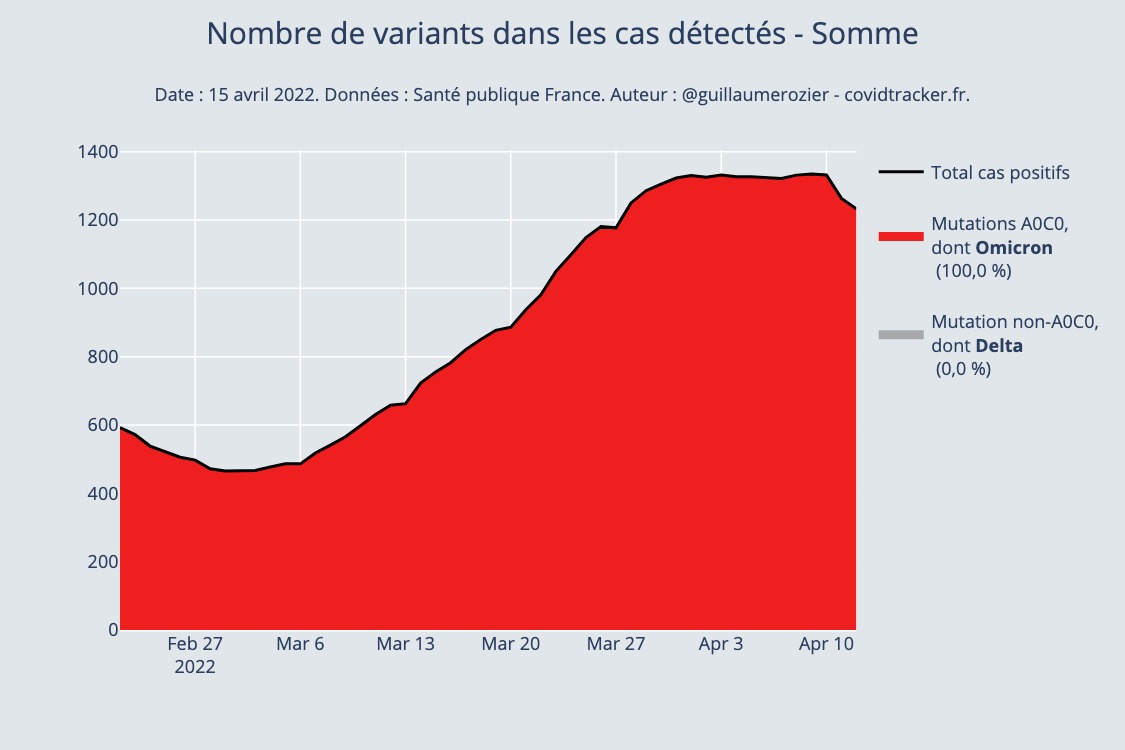 Nombre de variants dans les cas détectés - Somme
Date : 15 avril 2022. Données : Santé publique France. Auteur : @guillaumerozier - covidtracker.fr.
1400
1200
1000
800
600
400
200
0
Feb 27
2022
Mar 6
Mar 13
Mar 20
Mar 27
Apr 3
Apr 10
Total cas positifs
Mutations A0C0,
dont Omicron
(100,0 %)
Mutation non-A0C0,
dont Delta
(0,0 %)